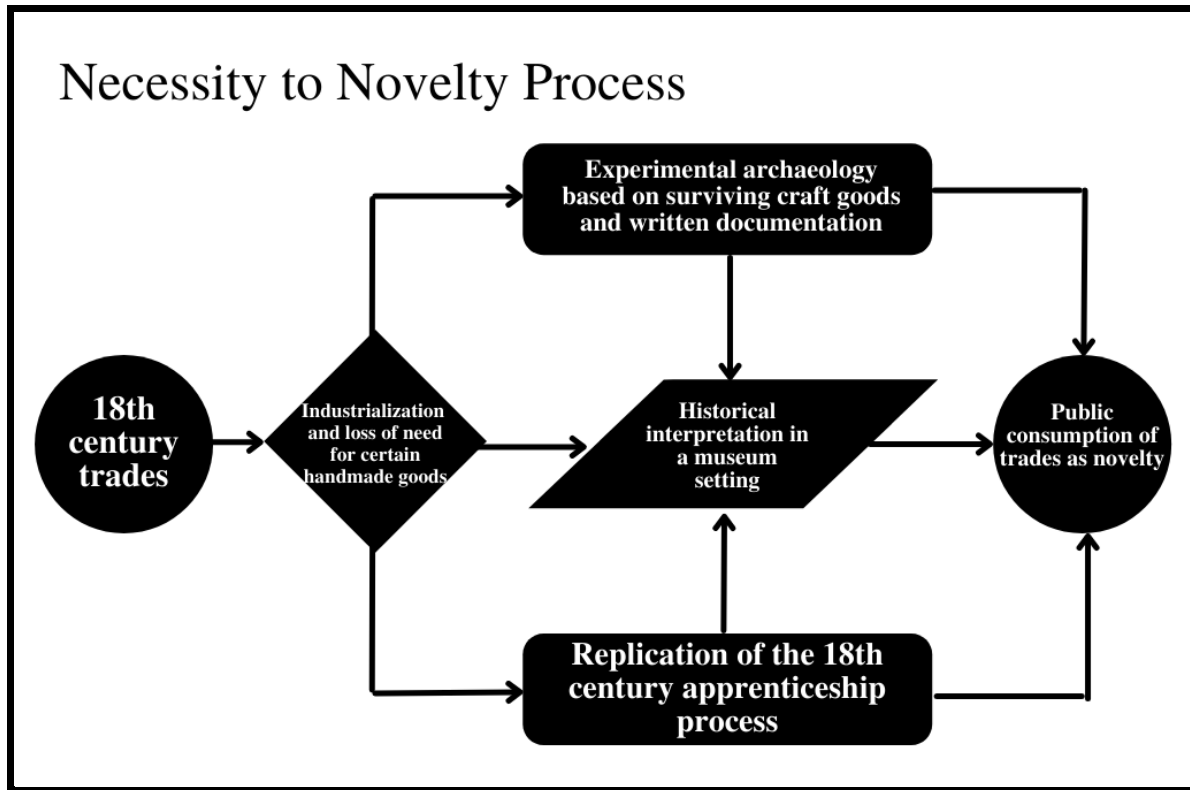 Necessity to Novelty Process
Experimental archaeology
based on surviving craft goods
and written documentation
18th
century
trades
Industrialization
and loss of need
for certain
handmade goods
Historical
interpretation in
a museum
setting
Public
consumption of
trades as novelty
Replication of the 18th
century apprenticeship
process